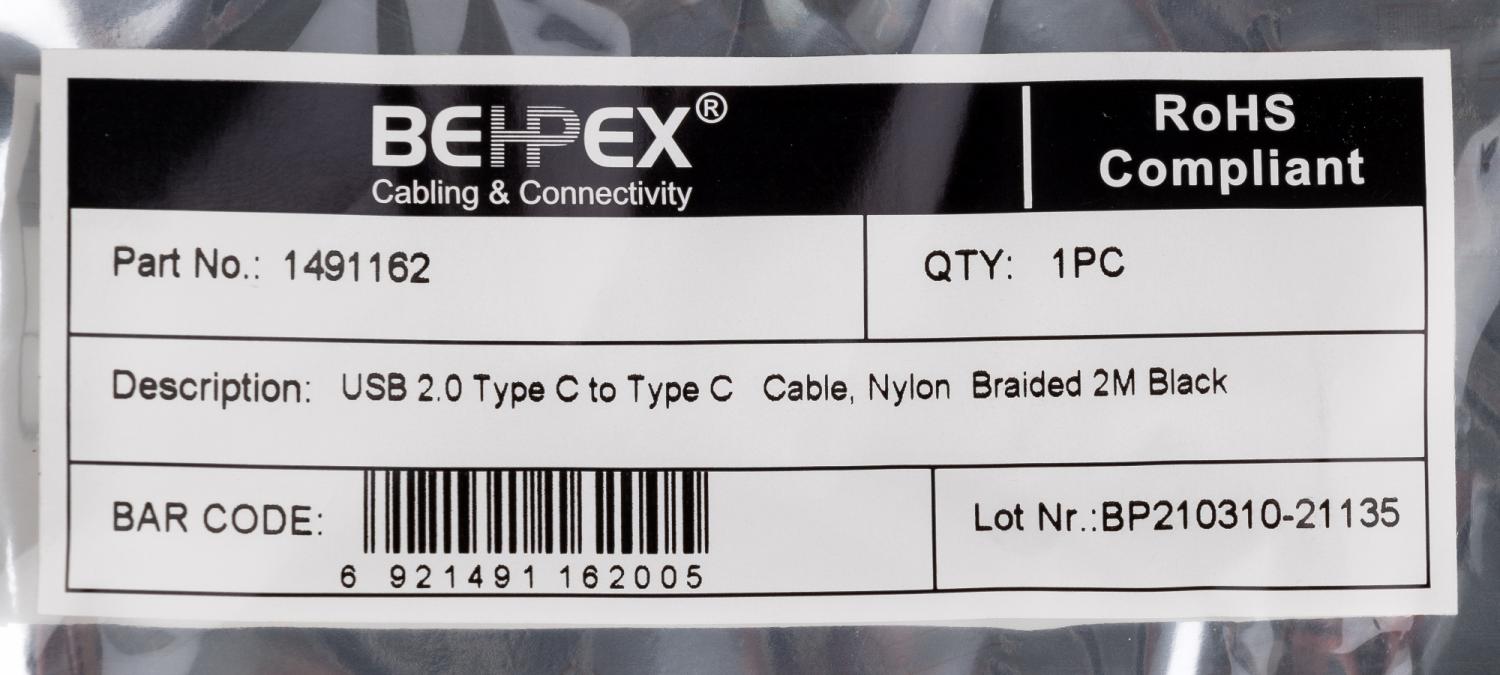 BEHPEX®
Cabling & Connectivity
RoHS
Compliant
Part No.: 1491162
QTY: 1PC
Description: USB 2.0 Type C to Type C Cable, Nylon Braided 2M Black
BAR CODE:
6 921491 162005
Lot Nr.:BP210310-21135